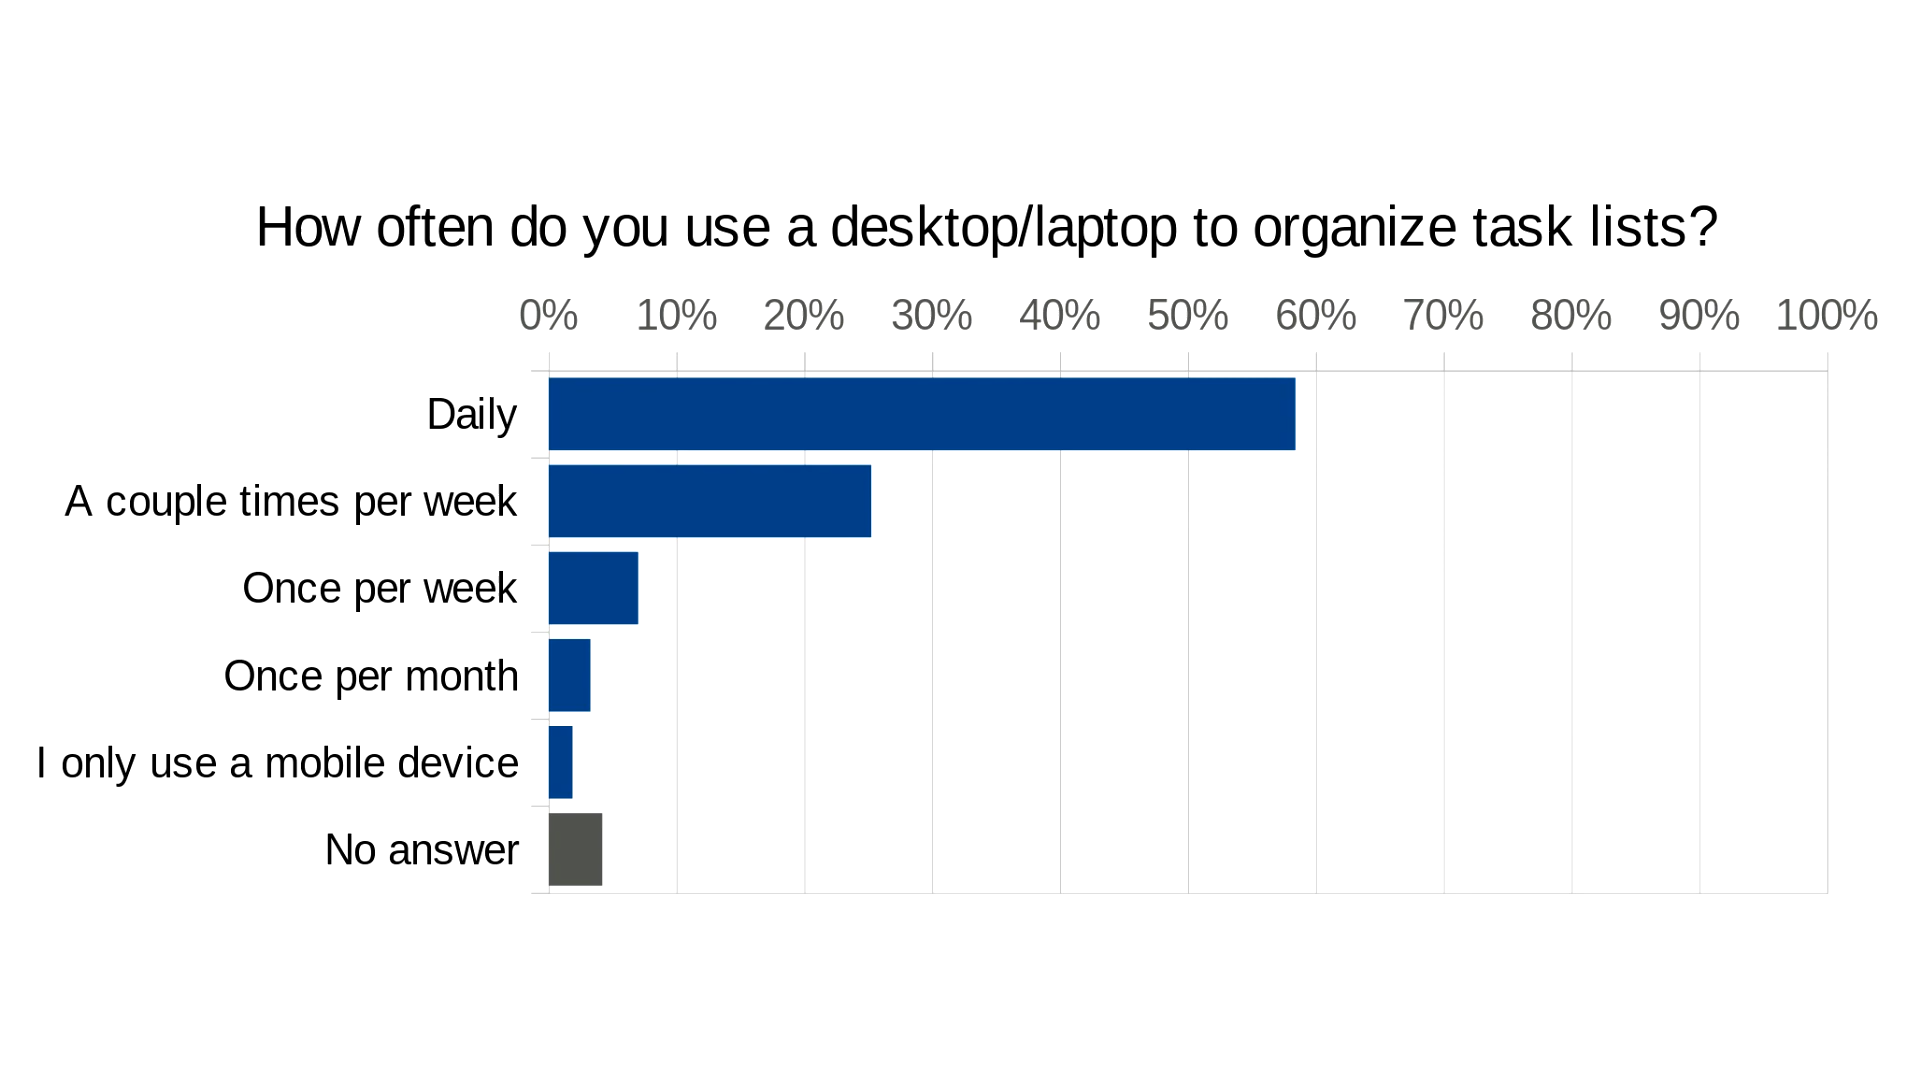 How often do you use a desktop/laptop to organize task lists?
0% 10% 20% 30% 40% 50% 60% 70% 80% 90% 100%
Daily
A couple times per week
Once per week
Once per month
I only use a mobile device
No answer